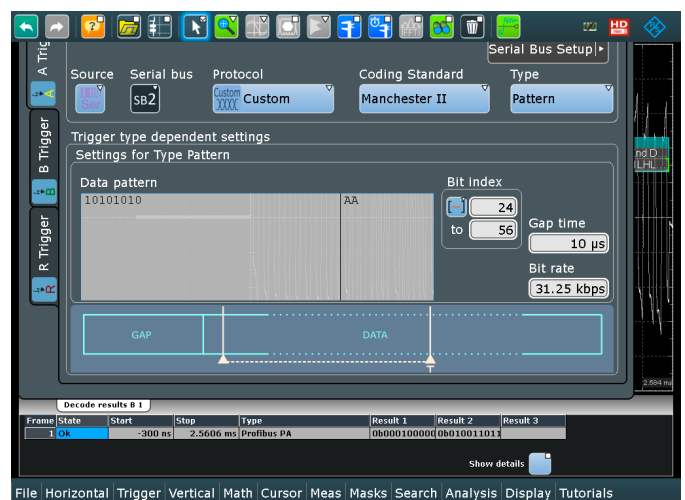 HD
Serial Bus Setup
A Trig
Source Serial bus Protocol Coding Standard Type
Ser SB2 Custom Custom Manchester II Pattern
Trigger type dependent settings
Settings for Type Pattern
B Trigger
Data pattern Bit index
10101010 AA
24
to 56
Gap time
10 µs
Bit rate
31.25 kbps
R Trigger
GAP DATA
A
B
R
nd D
LHL...
2.594 ms
Decode results B 1
Frame State Start Stop Type Result 1 Result 2 Result 3
1 Ok -300 ns 2.5606 ms Profibus PA 0b000100000 0b010011011
Show details
File Horizontal Trigger Vertical Math Cursor Meas Masks Search Analysis Display Tutorials